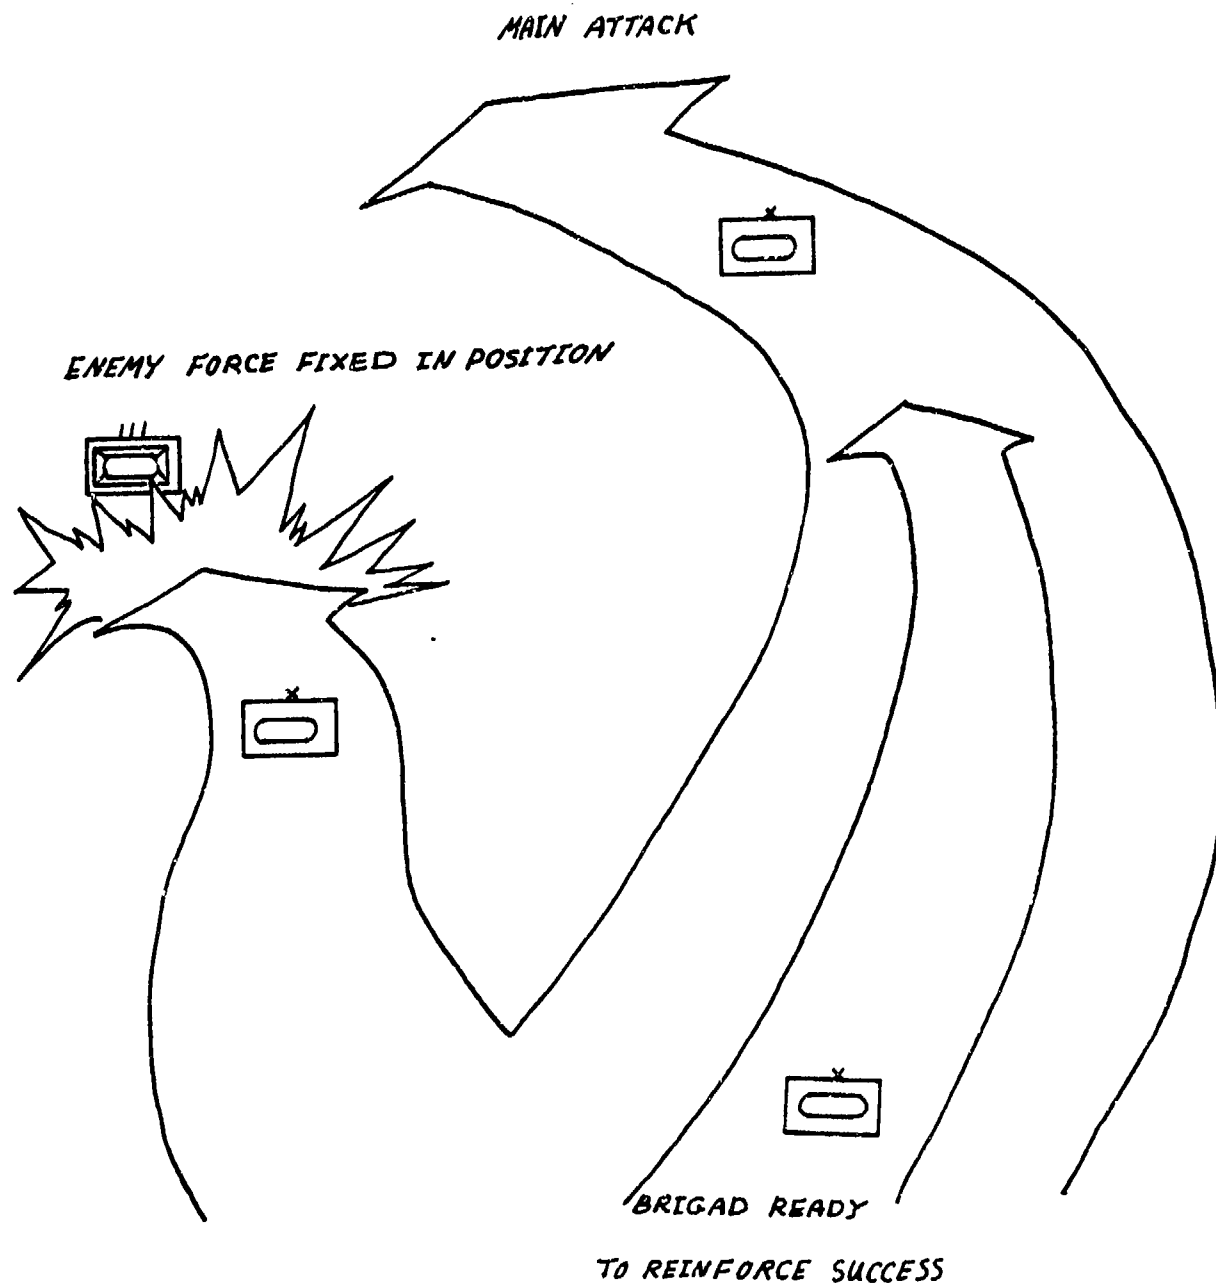 MAIN ATTACK
ENEMY FORCE FIXED IN POSITION
BRIGAD READY
TO REINFORCE SUCCESS